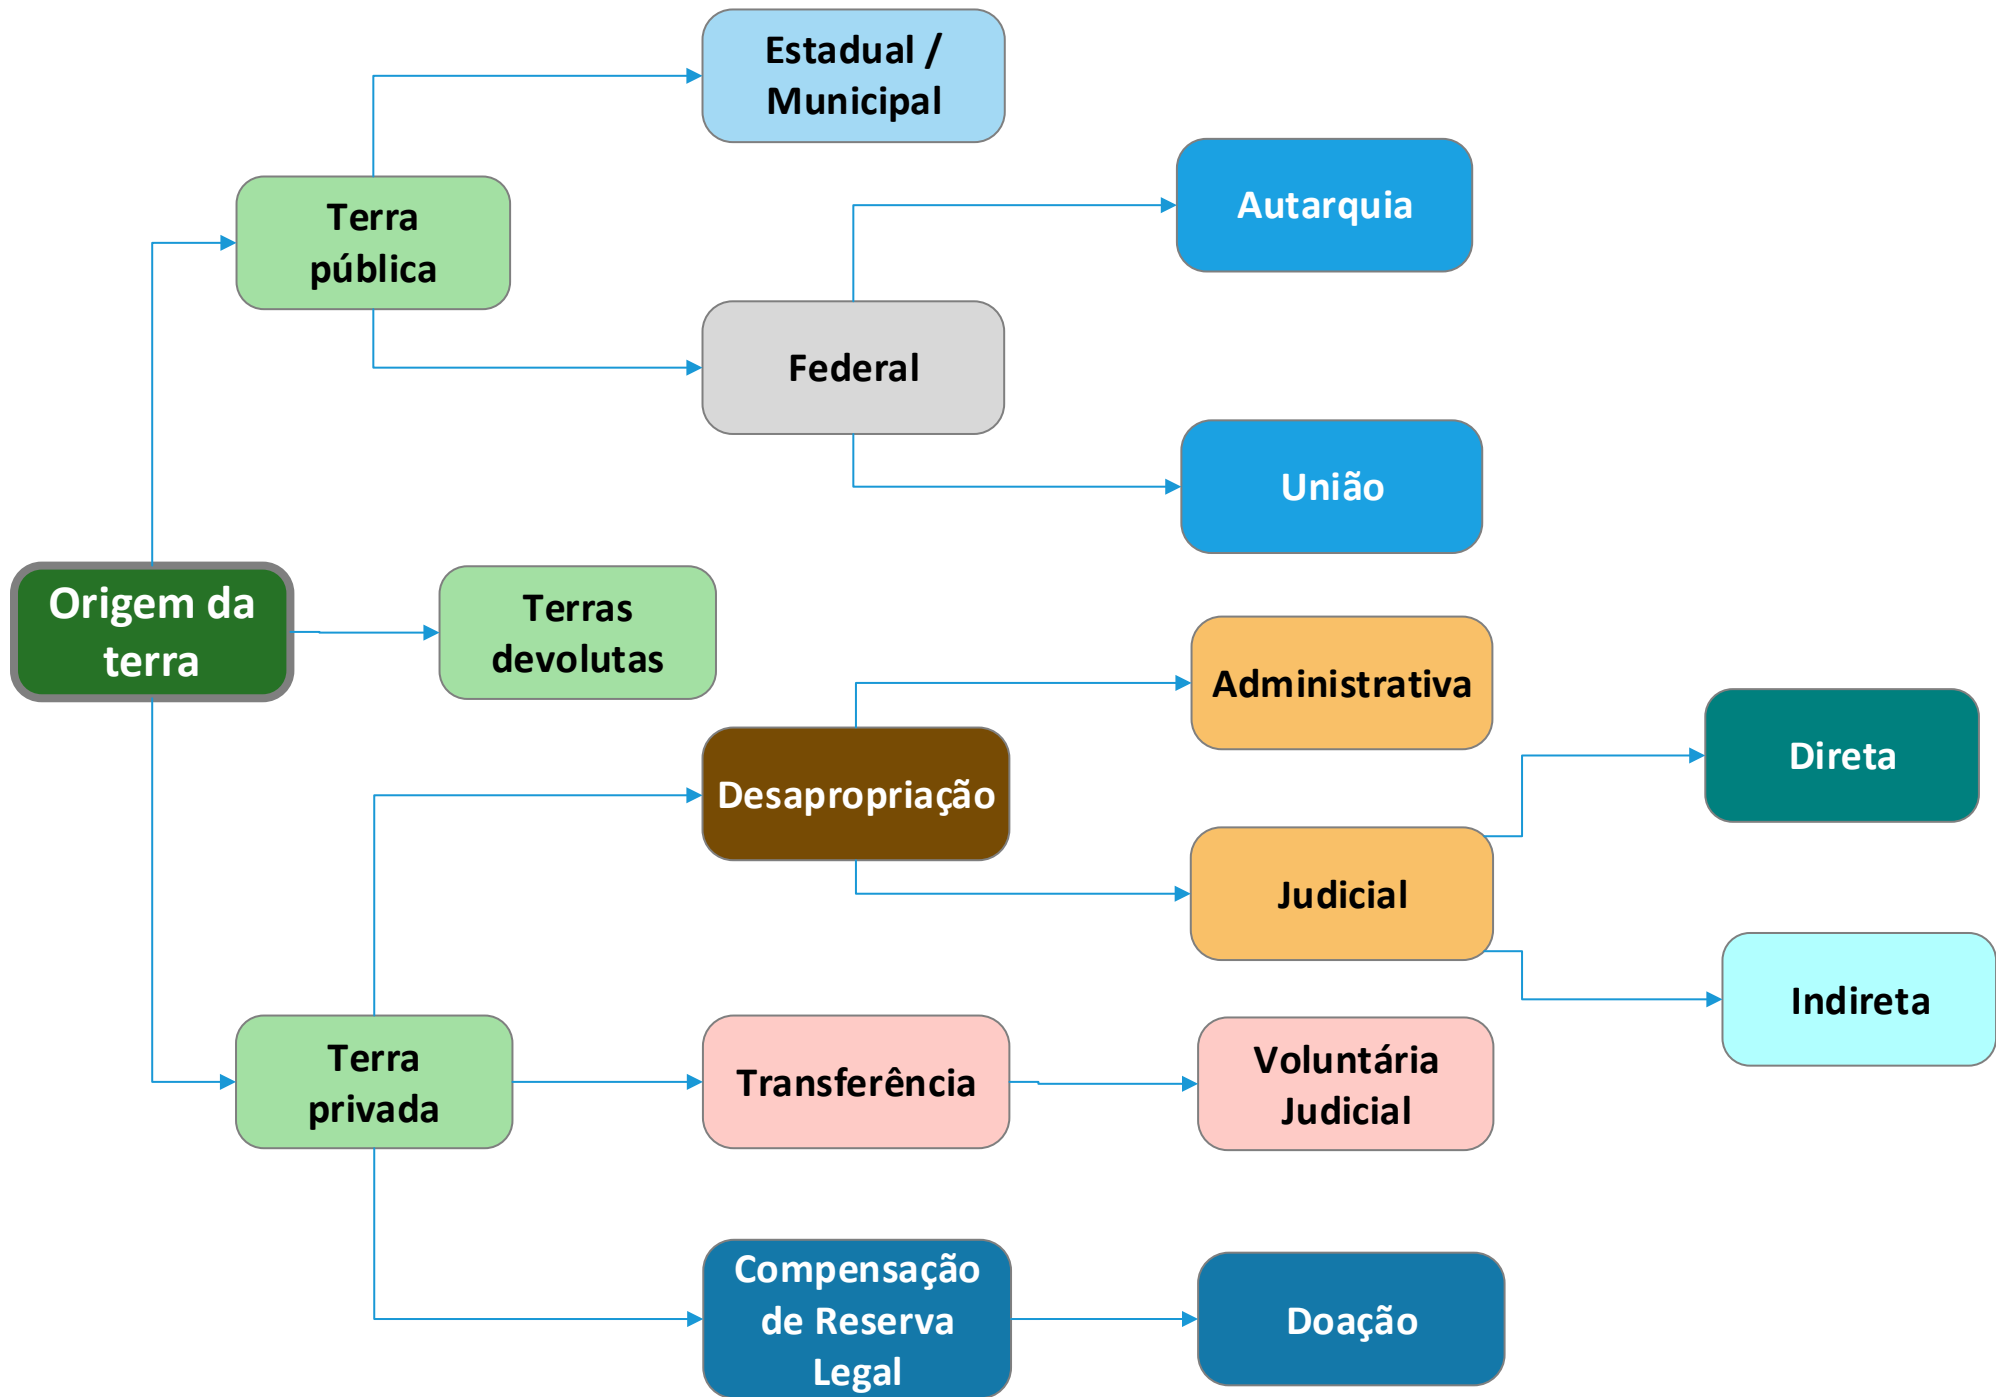 Estadual /
Municipal
Autarquia
Terra
pública
Federal
União
Origem da
terra
Terras
devolutas
Administrativa
Direta
Desapropriação
Judicial
Indireta
Terra
privada
Transferência
Voluntária
Judicial
Compensação
de Reserva
Legal
Doação